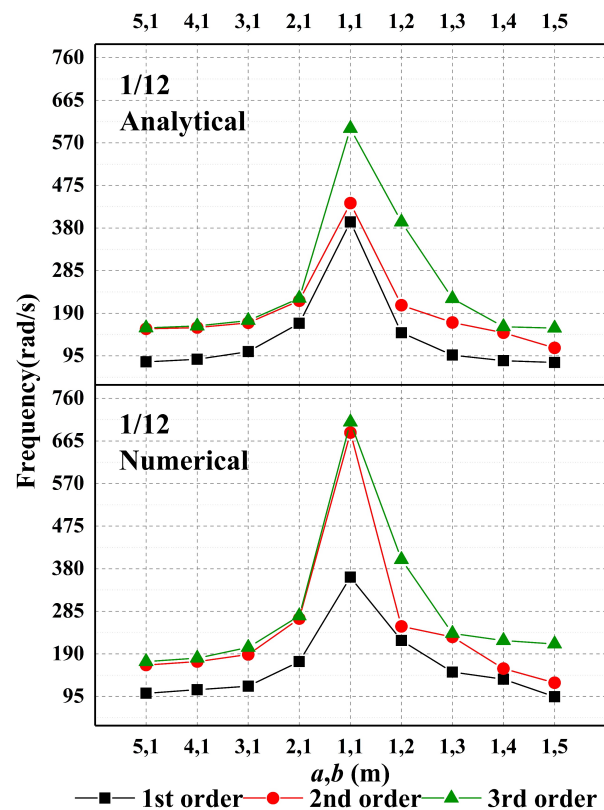 5,1 4,1 3,1 2,1 1,1 1,2 1,3 1,4 1,5
760
1/12
665
Analytical
570
475
380
285
190
95
Frequency(rad/s)
760
1/12
665
Numerical
570
475
380
285
190
95
5,1 4,1 3,1 2,1 1,1 1,2 1,3 1,4 1,5
a,b (m)
1st order 2nd order 3rd order